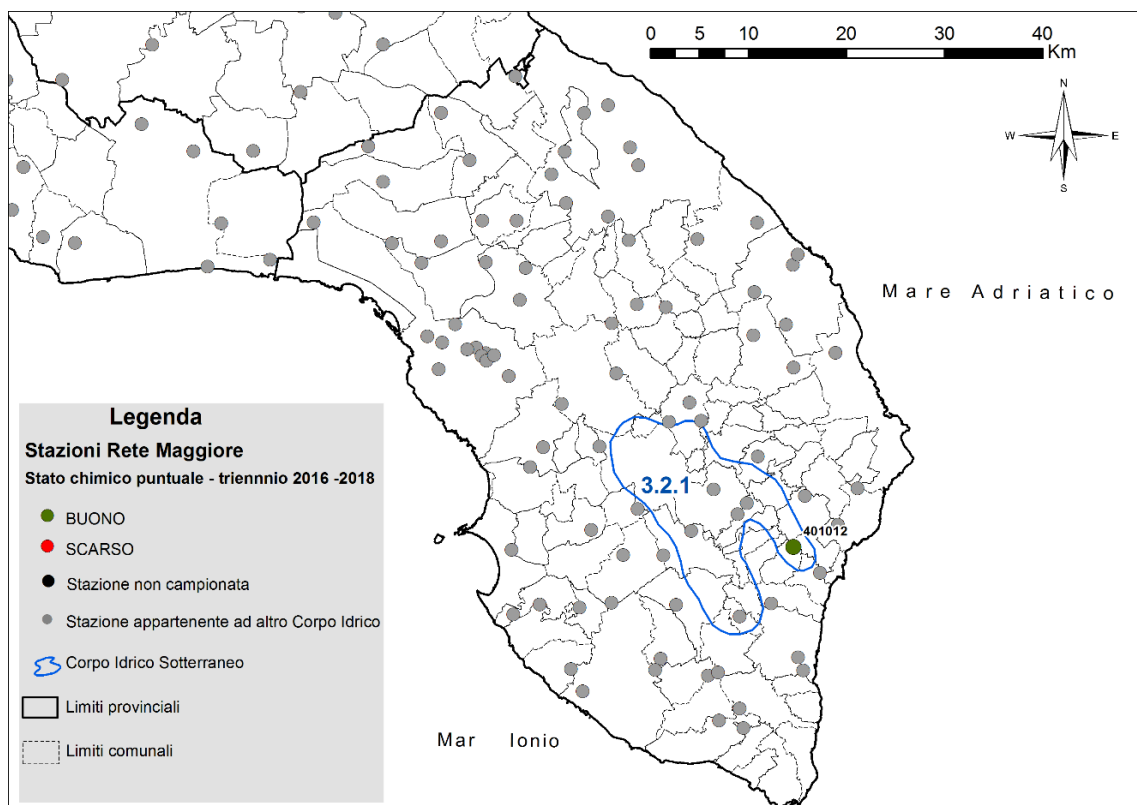 0 5 10 20 30 40
Km
N
W E
S
Mare Adriatico
3.2.1
401012
Mar Ionio
Legenda
Stazioni Rete Maggiore
Stato chimico puntuale - triennnio 2016 -2018
BUONO
SCARSO
Stazione non campionata
Stazione appartenente ad altro Corpo Idrico
Corpo Idrico Sotterraneo
Limiti provinciali
Limiti comunali